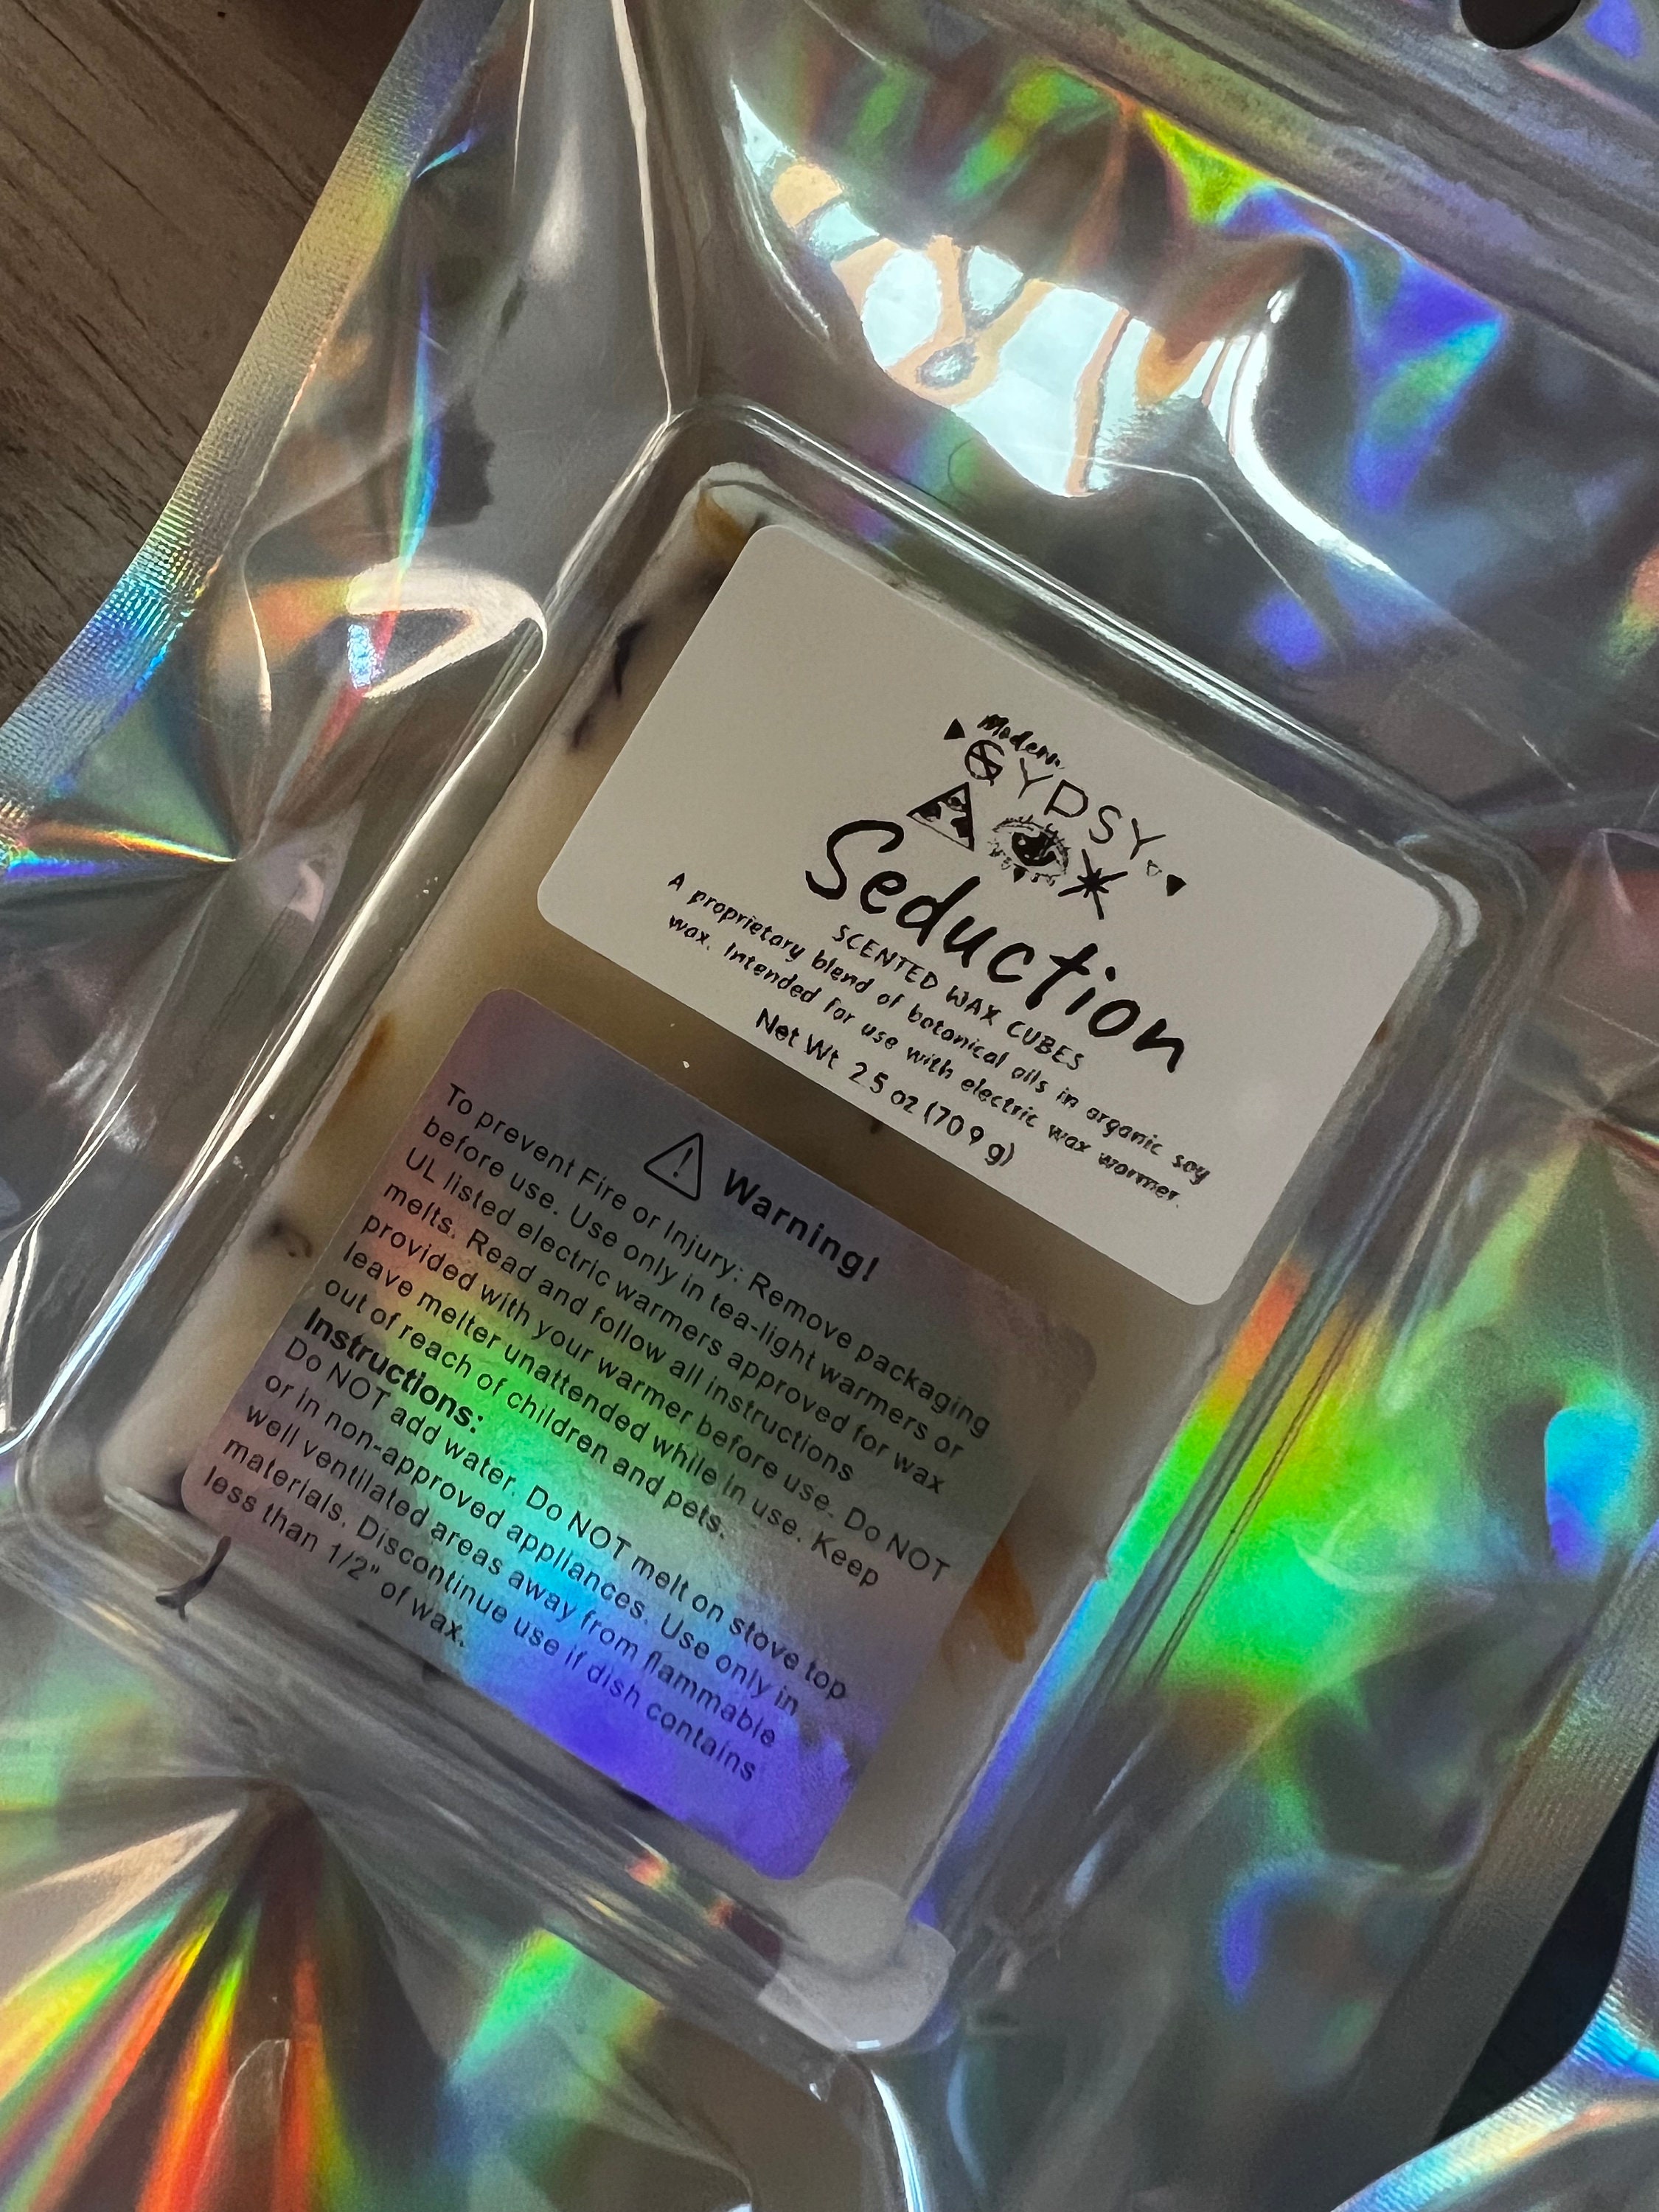 Modern
GYPSY
Seduction
SCENTED WAX CUBES
A proprietary blend of botanical oils in organic soy
wax. Intended for use with electric wax warmer.
Net Wt 2.5 oz (70.9 g)
Warning!
To prevent Fire or Injury: Remove packaging
before use. Use only in tea-light warmers or
UL listed electric warmers approved for wax
melts. Read and follow all instructions
provided with your warmer before use. Do NOT
leave melter unattended while in use. Keep
out of reach of children and pets.
Instructions:
Do NOT add water. Do NOT melt on stove top
or in non-approved appliances. Use only in
well ventilated areas away from flammable
materials. Discontinue use if dish contains
less than 1/2" of wax.